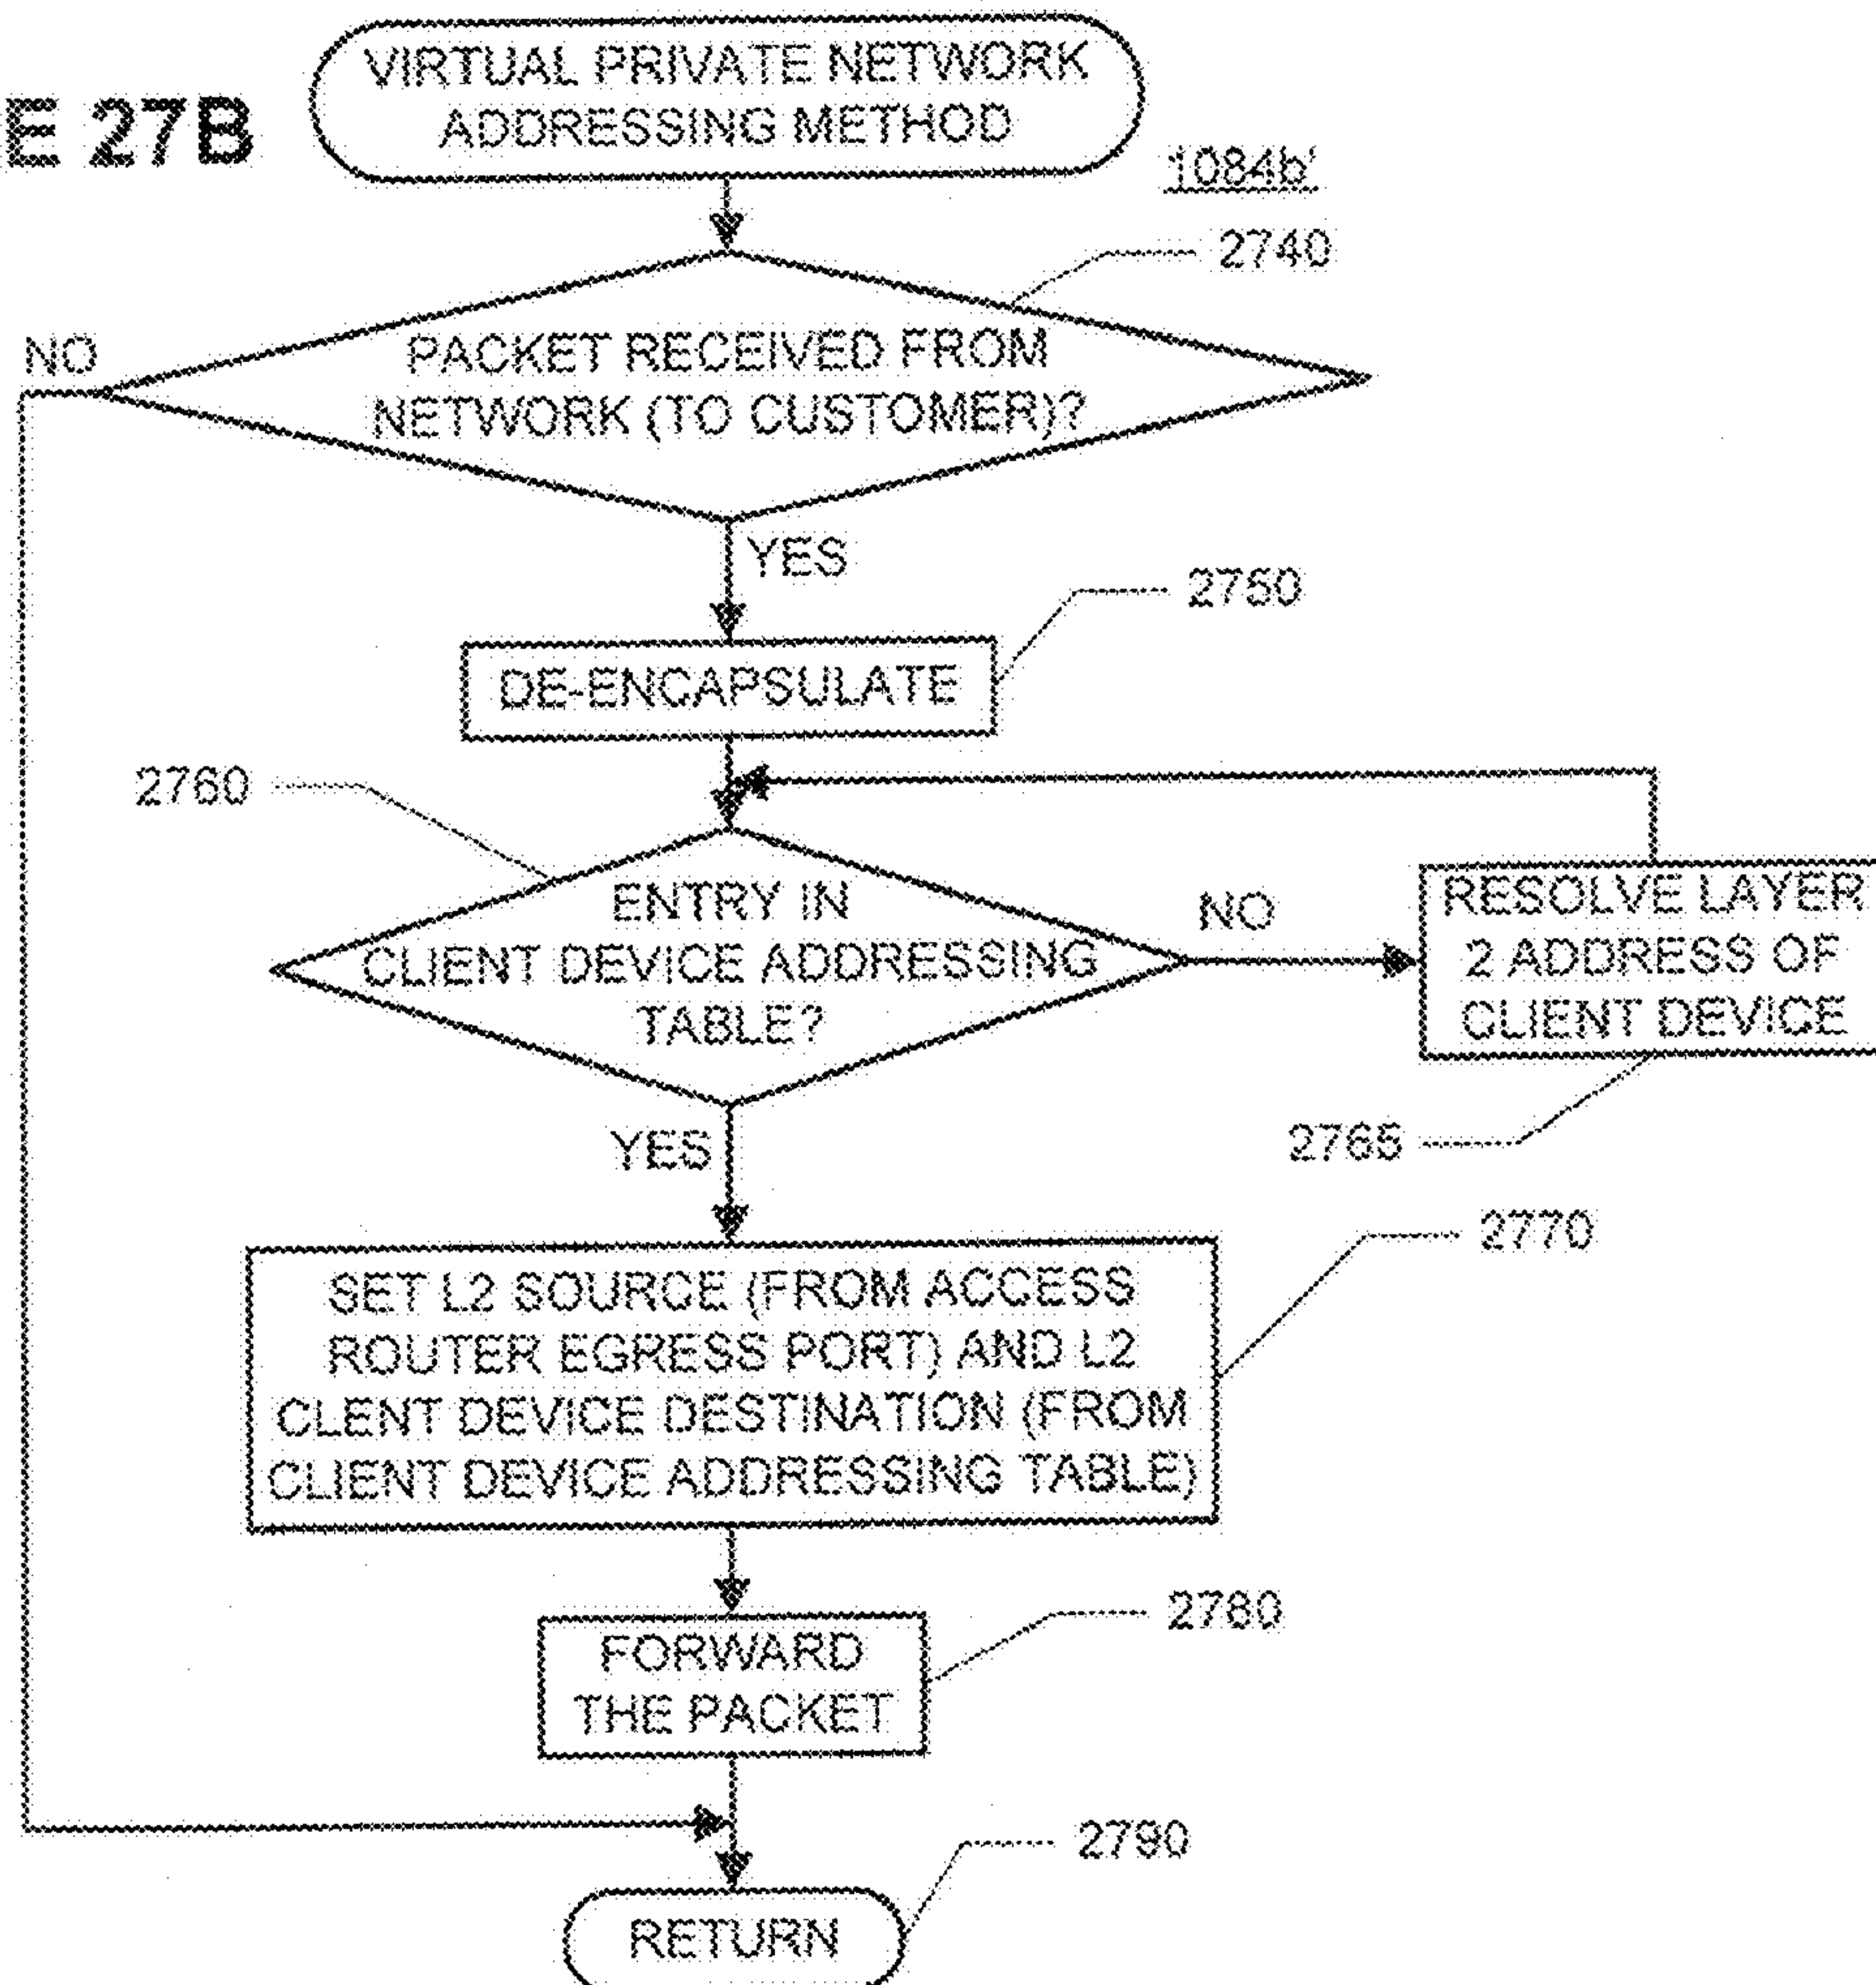 E 27B
VIRTUAL PRIVATE NETWORK
ADDRESSING METHOD
1084b'
2740
NO
PACKET RECEIVED FROM
NETWORK (TO CUSTOMER)?
YES
2750
DE-ENCAPSULATE
2760
ENTRY IN
CLIENT DEVICE ADDRESSING
TABLE?
NO
RESOLVE LAYER
2 ADDRESS OF
CLIENT DEVICE
2765
YES
2770
SET L2 SOURCE (FROM ACCESS
ROUTER EGRESS PORT) AND L2
CLENT DEVICE DESTINATION (FROM
CLIENT DEVICE ADDRESSING TABLE)
2780
FORWARD
THE PACKET
2790
RETURN